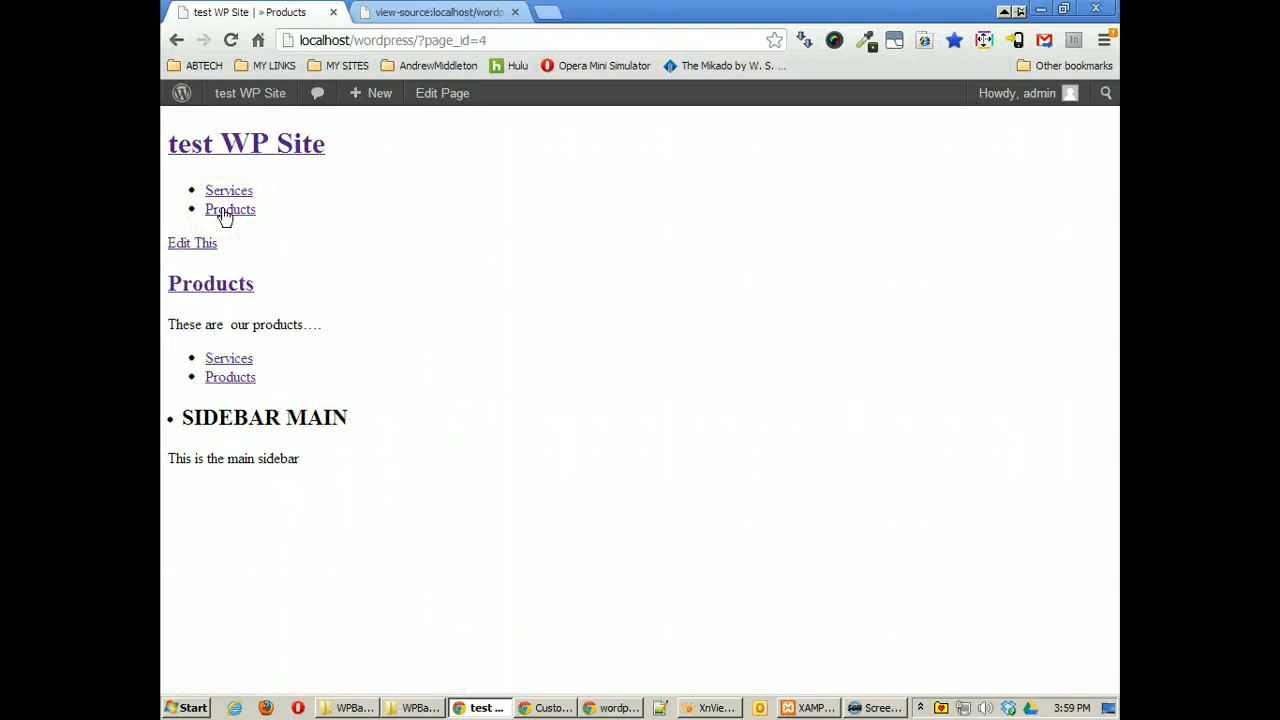 test WP Site | » Products
view-source:localhost/wordp
localhost/wordpress/?page_id=4
ABTECH
MY LINKS
MY SITES
AndrewMiddleton
Hulu
Opera Mini Simulator
The Mikado by W. S. ...
Other bookmarks
test WP Site
New
Edit Page
Howdy, admin
test WP Site
Services
Products
Edit This
Products
These are our products….
Services
Products
SIDEBAR MAIN
This is the main sidebar
Start
WPBa...
WPBa...
test ...
Custo...
wordp...
XnVie...
XAMP...
Scree...
3:59 PM